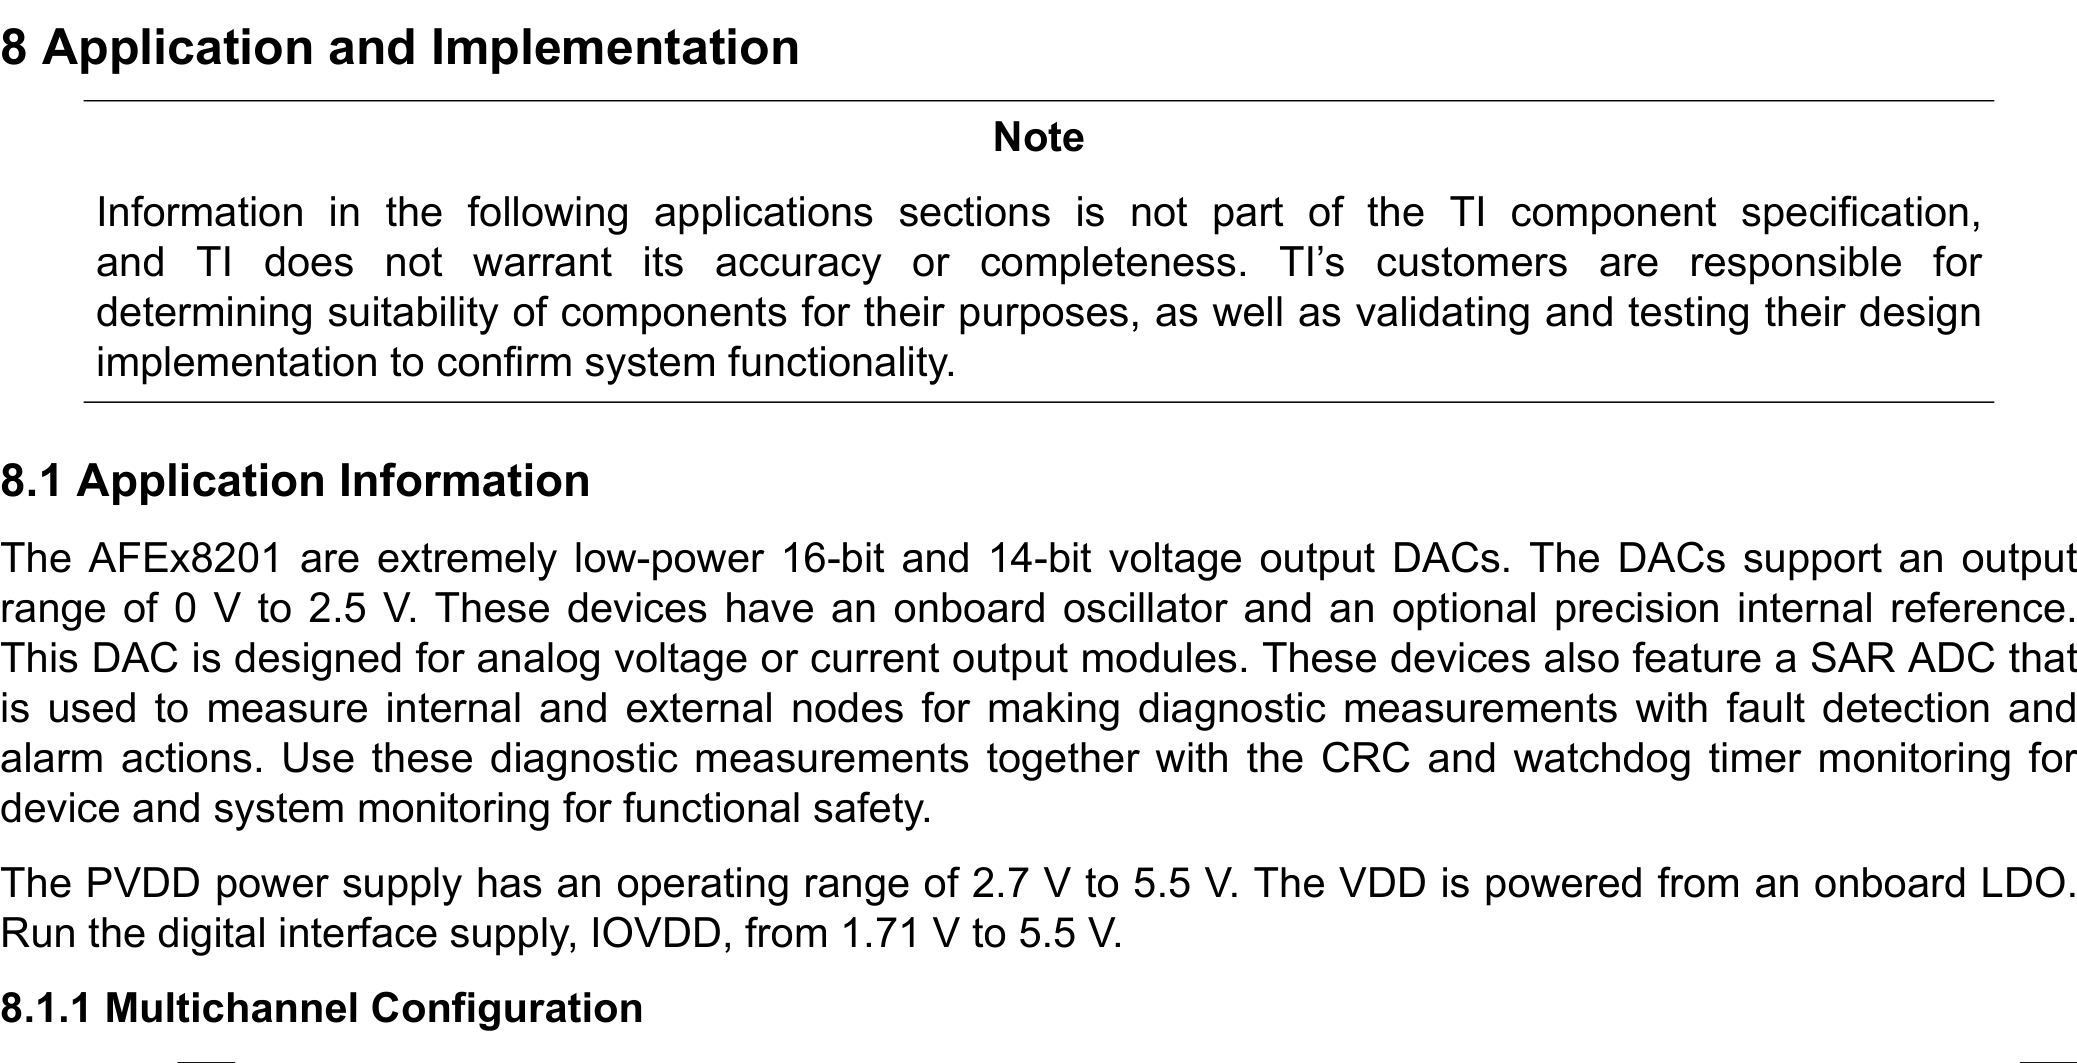 8 Application and Implementation
Note
Information in the following applications sections is not part of the TI component specification,
and TI does not warrant its accuracy or completeness. TI’s customers are responsible for
determining suitability of components for their purposes, as well as validating and testing their design
implementation to confirm system functionality.
8.1 Application Information
The AFEx8201 are extremely low-power 16-bit and 14-bit voltage output DACs. The DACs support an output
range of 0 V to 2.5 V. These devices have an onboard oscillator and an optional precision internal reference.
This DAC is designed for analog voltage or current output modules. These devices also feature a SAR ADC that
is used to measure internal and external nodes for making diagnostic measurements with fault detection and
alarm actions. Use these diagnostic measurements together with the CRC and watchdog timer monitoring for
device and system monitoring for functional safety.
The PVDD power supply has an operating range of 2.7 V to 5.5 V. The VDD is powered from an onboard LDO.
Run the digital interface supply, IOVDD, from 1.71 V to 5.5 V.
8.1.1 Multichannel Configuration